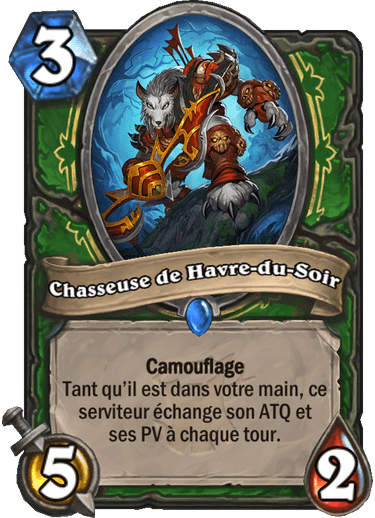 3
Chasseuse de Havre-du-Soir
Camouflage
Tant qu'il est dans votre main, ce
serviteur échange son ATQ et
ses PV à chaque tour.
5
2